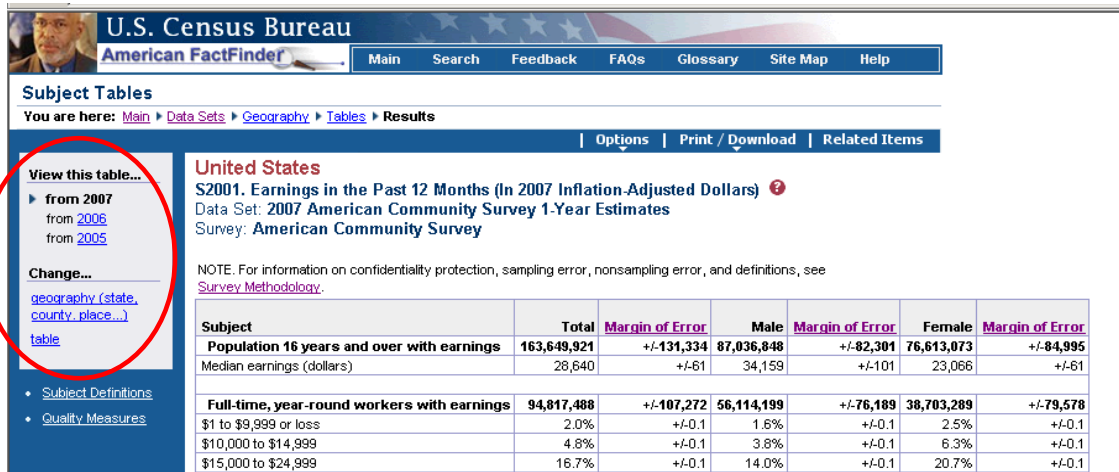 U.S. Census Bureau
American FactFinder
Main Search Feedback FAQs Glossary Site Map Help
Subject Tables
You are here: Main ▶ Data Sets ▶ Geography ▶ Tables ▶ Results
| Options | Print / Download | Related Items
View this table...
from 2007
from 2006
from 2005
Change...
geography (state,
county, place...)
table
• Subject Definitions
• Quality Measures
United States
S2001. Earnings in the Past 12 Months (In 2007 Inflation-Adjusted Dollars) ?
Data Set: 2007 American Community Survey 1-Year Estimates
Survey: American Community Survey
NOTE. For information on confidentiality protection, sampling error, nonsampling error, and definitions, see
Survey Methodology.
Subject Total Margin of Error Male Margin of Error Female Margin of Error
Population 16 years and over with earnings 163,649,921 +/-131,334 87,036,848 +/-82,301 76,613,073 +/-84,995
Median earnings (dollars) 28,640 +/-61 34,159 +/-101 23,066 +/-61
Full-time, year-round workers with earnings 94,817,488 +/-107,272 56,114,199 +/-76,189 38,703,289 +/-79,578
$1 to $9,999 or loss 2.0% +/-0.1 1.6% +/-0.1 2.5% +/-0.1
$10,000 to $14,999 4.8% +/-0.1 3.8% +/-0.1 6.3% +/-0.1
$15,000 to $24,999 16.7% +/-0.1 14.0% +/-0.1 20.7% +/-0.1